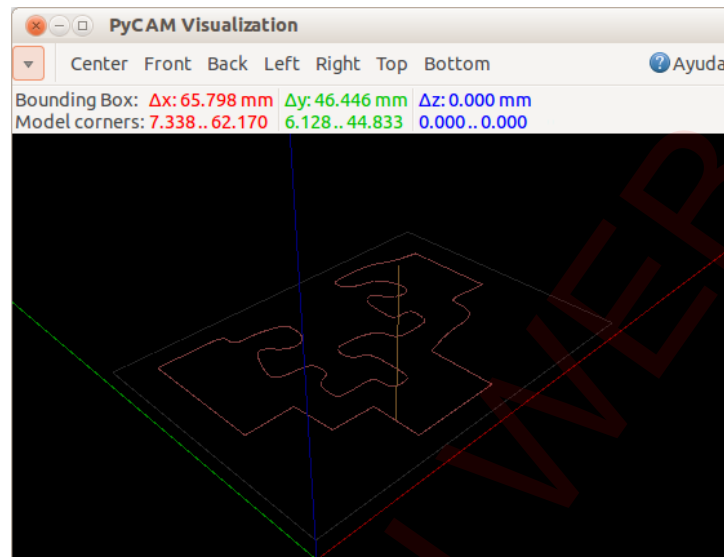 PyCAM Visualization
Center Front Back Left Right Top Bottom Ayuda
Bounding Box: Δx: 65.798 mm Δy: 46.446 mm Δz: 0.000 mm
Model corners: 7.338 .. 62.170 6.128 .. 44.833 0.000 .. 0.000